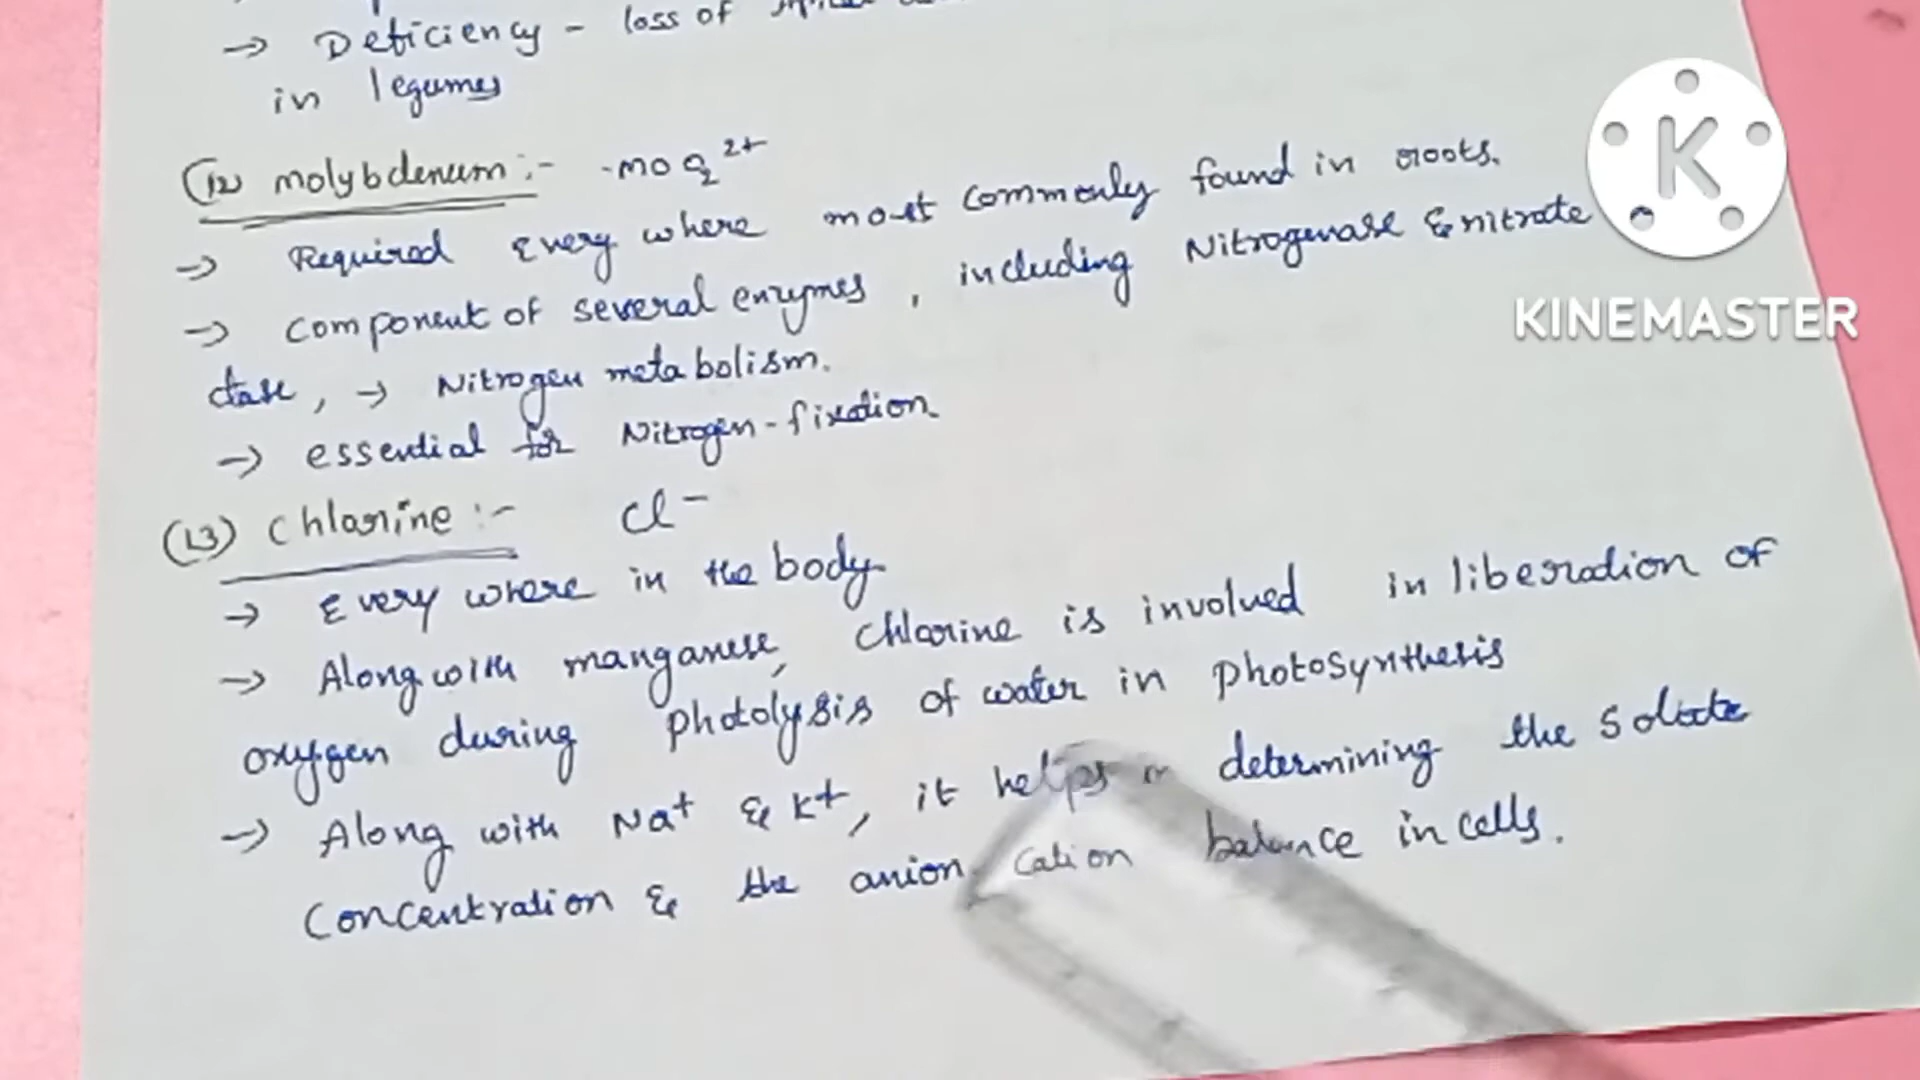 → Deficiency - loss of
in legumes
(12) molybdenum :- MoO₂²⁺
→ Required Every where most commonly found in roots.
→ Component of several enzymes, including Nitrogenase & nitrate
ctase, → Nitrogen metabolism.
→ essential for Nitrogen-fixation
(13) Chlorine :- Cl⁻
→ Every where in the body
→ Along with manganese, Chlorine is involved in liberation of
oxygen during photolysis of water in photosynthesis
→ Along with Na⁺ & K⁺, it helps in determining the Solute
Concentration & the anion cation balance in cells.
K
KINEMASTER